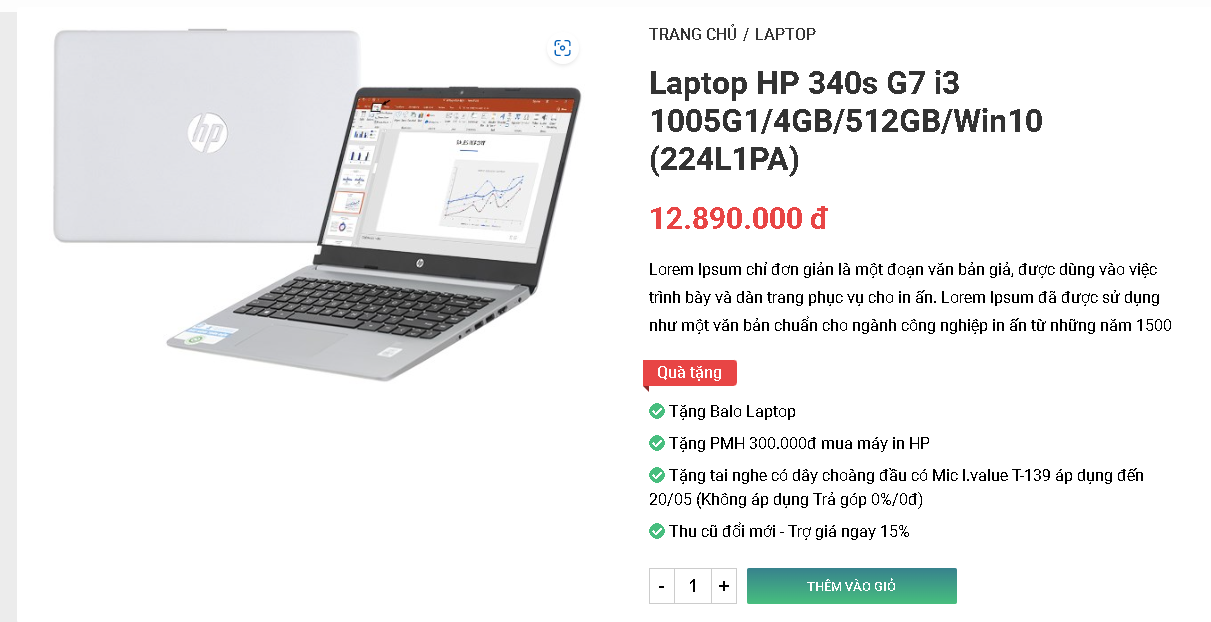 TRANG CHỦ / LAPTOP
Laptop HP 340s G7 i3
1005G1/4GB/512GB/Win10
(224L1PA)
12.890.000 đ
Lorem Ipsum chỉ đơn giản là một đoạn văn bản giả, được dùng vào việc
trình bày và dàn trang phục vụ cho in ấn. Lorem Ipsum đã được sử dụng
như một văn bản chuẩn cho ngành công nghiệp in ấn từ những năm 1500
Quà tặng
Tặng Balo Laptop
Tặng PMH 300.000đ mua máy in HP
Tặng tai nghe có dây choàng đầu có Mic I.value T-139 áp dụng đến
20/05 (Không áp dụng Trả góp 0%/0đ)
Thu cũ đổi mới - Trợ giá ngay 15%
- 1 + THÊM VÀO GIỎ
hp
SALES REPORT
hp